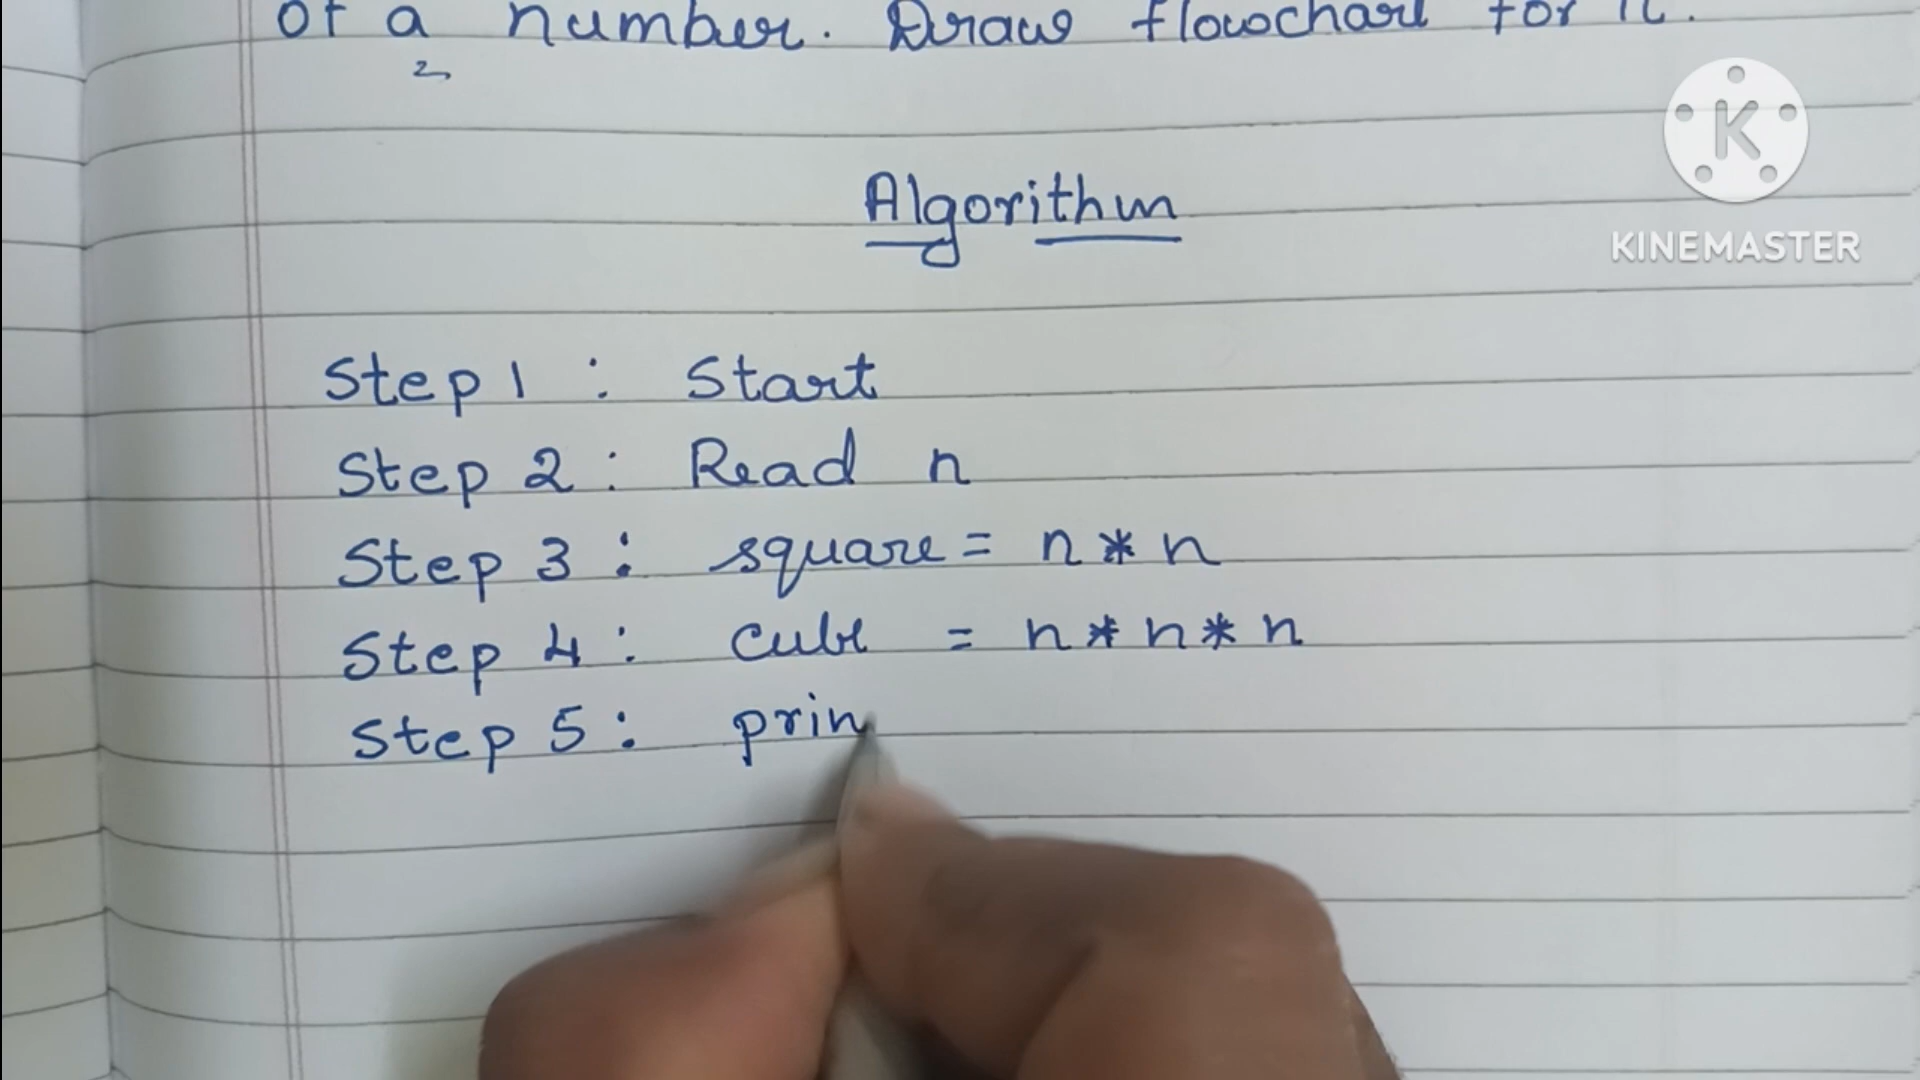 of a number. Draw flowchart for it.
2
K
KINEMASTER
Algorithm
Step 1 : Start
Step 2 : Read n
Step 3 : square = n * n
Step 4 : cube = n * n * n
Step 5 : prin